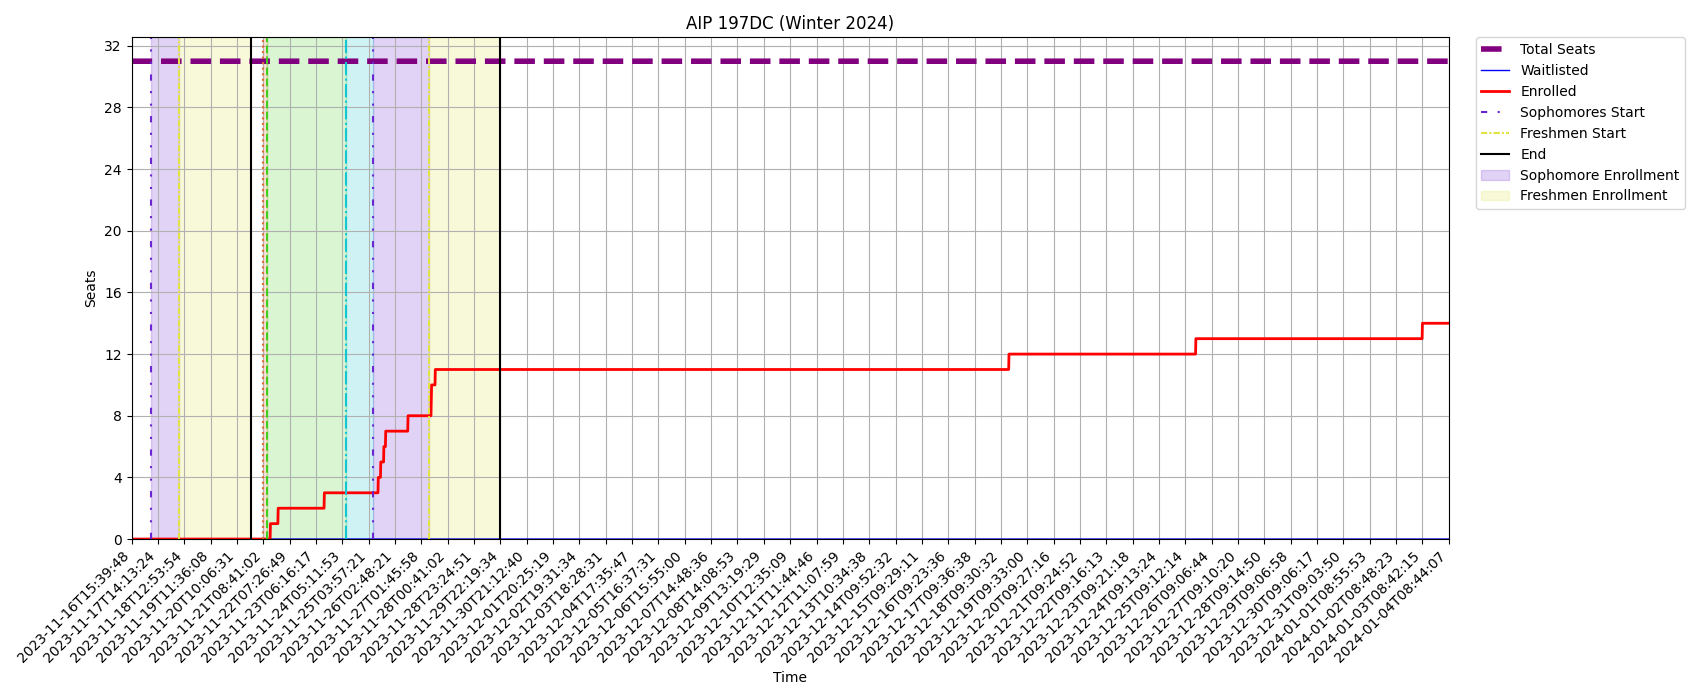 AIP 197DC (Winter 2024)
32
28
24
20
16
12
8
4
0
Seats
2023-11-16T15:39:48
2023-11-17T14:13:24
2023-11-18T12:53:54
2023-11-19T11:36:08
2023-11-20T10:06:31
2023-11-21T08:41:02
2023-11-22T07:26:49
2023-11-23T06:16:17
2023-11-24T05:11:53
2023-11-25T03:57:21
2023-11-26T02:48:21
2023-11-27T01:45:58
2023-11-28T00:41:02
2023-11-28T23:24:51
2023-11-29T22:19:34
2023-11-30T21:12:40
2023-12-01T20:25:19
2023-12-02T19:31:34
2023-12-03T18:28:31
2023-12-04T17:35:47
2023-12-05T16:37:31
2023-12-06T15:55:00
2023-12-07T14:48:36
2023-12-08T14:08:53
2023-12-09T13:19:29
2023-12-10T12:35:09
2023-12-11T11:44:46
2023-12-12T11:07:59
2023-12-13T10:34:38
2023-12-14T09:52:32
2023-12-15T09:29:11
2023-12-16T09:23:36
2023-12-17T09:36:38
2023-12-18T09:30:32
2023-12-19T09:33:00
2023-12-20T09:27:16
2023-12-21T09:24:52
2023-12-22T09:16:13
2023-12-23T09:21:18
2023-12-24T09:13:24
2023-12-25T09:12:14
2023-12-26T09:06:44
2023-12-27T09:10:20
2023-12-28T09:14:50
2023-12-29T09:06:58
2023-12-30T09:06:17
2023-12-31T09:03:50
2024-01-01T08:55:53
2024-01-02T08:48:23
2024-01-03T08:42:15
2024-01-04T08:44:07
Time
Total Seats
Waitlisted
Enrolled
Sophomores Start
Freshmen Start
End
Sophomore Enrollment
Freshmen Enrollment